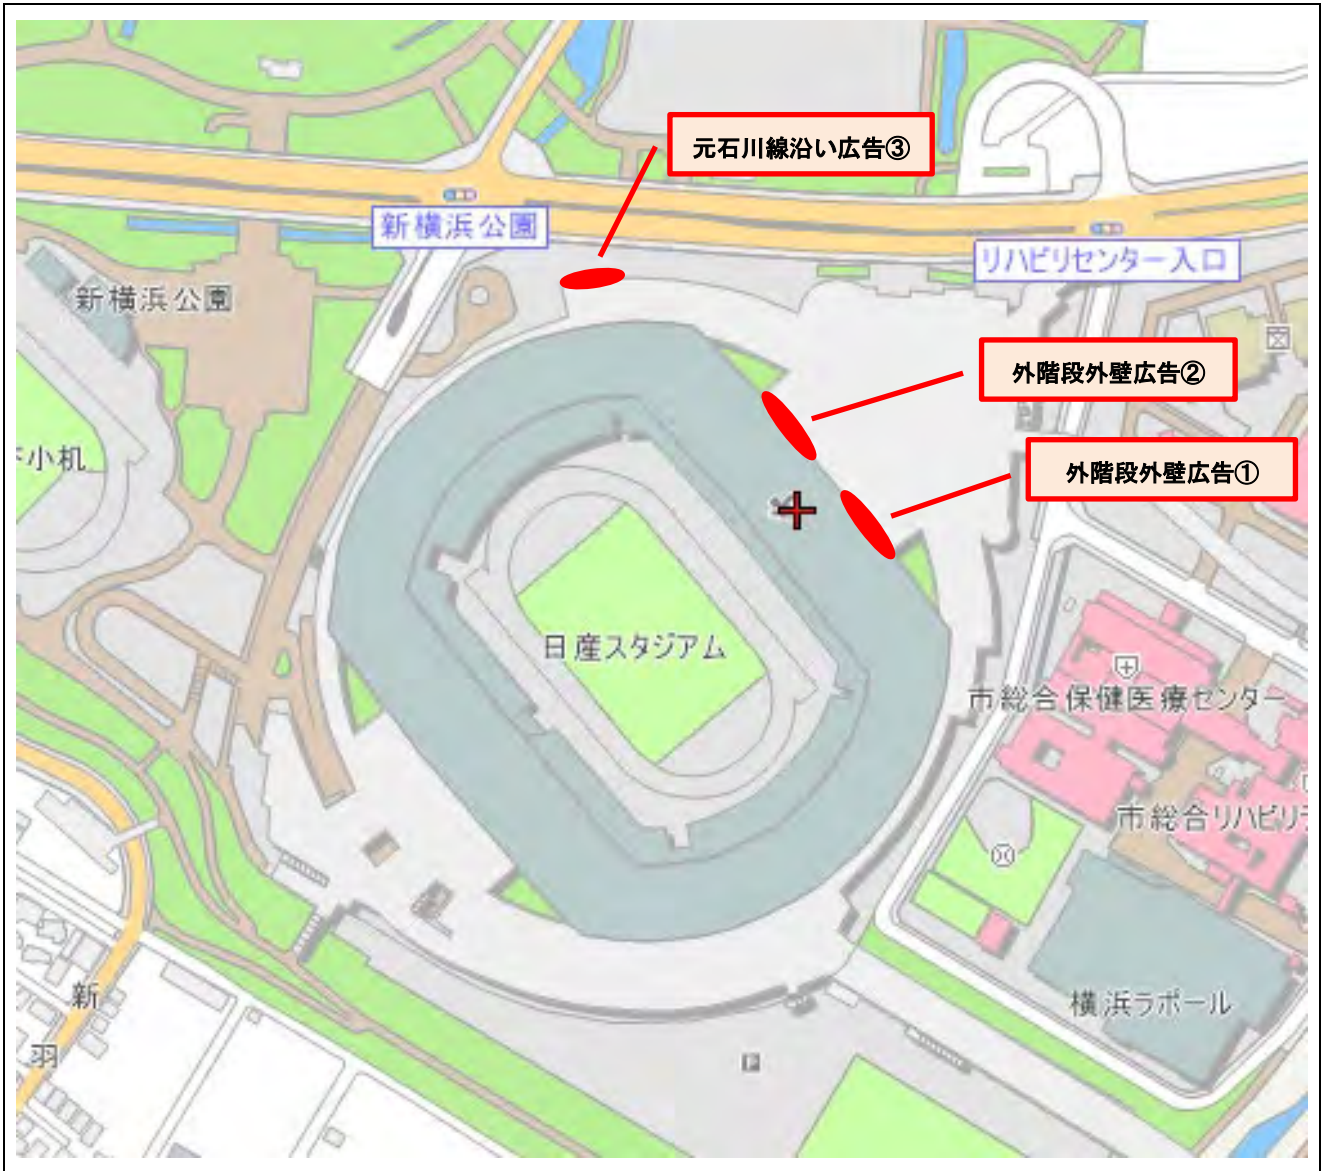 元石川線沿い広告③
新横浜公園
リハビリセンター入口
新横浜公園
外階段外壁広告②
小机
外階段外壁広告①
日産スタジアム
市総合保健医療センター
市総合リハビリテ
横浜ラポール
新
羽
P